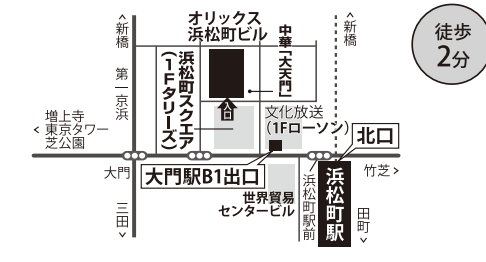 オリックス
浜松町ビル
徒歩
2分
<新橋
<新橋
中華「大天門」
浜松町スクエア
（1Fタリーズ）
第一京浜
入口
文化放送
（1Fローソン）
北口
増上寺
<東京タワー
芝公園
大門
大門駅B1出口
竹芝>
世界貿易
センタービル
浜松町駅前
浜松町駅
三田>
田町>